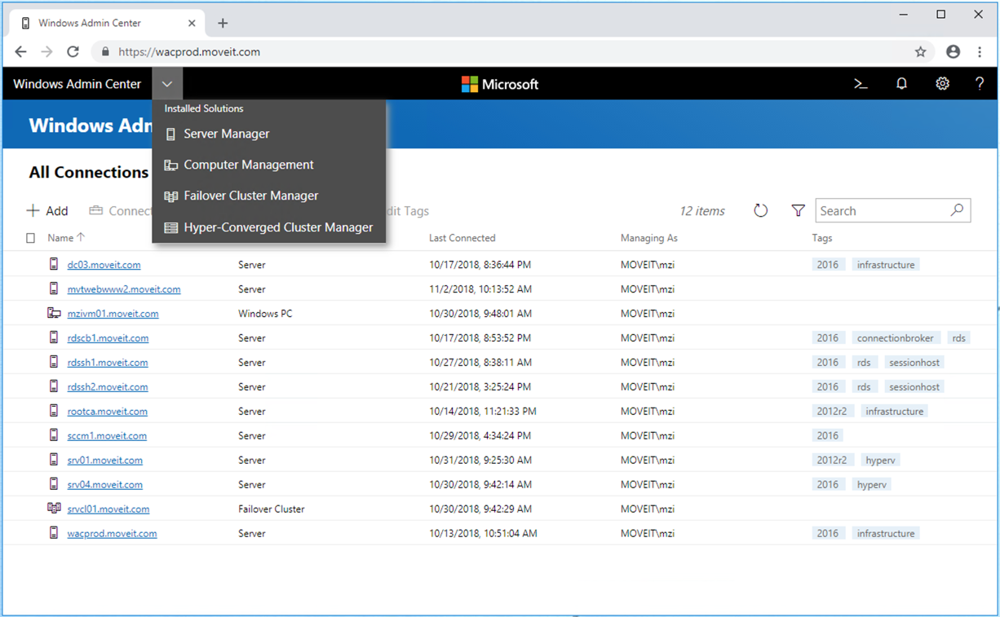 Windows Admin Center
https://wacprod.moveit.com
Windows Admin Center Microsoft >_ ?
Installed Solutions
Server Manager
Computer Management
Failover Cluster Manager
Hyper-Converged Cluster Manager
Windows Adm
All Connections
Add Connect dit Tags 12 items Search
Name Last Connected Managing As Tags
dc03.moveit.com Server 10/17/2018, 8:36:44 PM MOVEIT\mzi 2016 infrastructure
mvtwebwww2.moveit.com Server 11/2/2018, 10:13:52 AM MOVEIT\mzi
mzivm01.moveit.com Windows PC 10/30/2018, 9:48:01 AM MOVEIT\mzi
rdscb1.moveit.com Server 10/17/2018, 8:53:52 PM MOVEIT\mzi 2016 connectionbroker rds
rdssh1.moveit.com Server 10/27/2018, 8:38:11 AM MOVEIT\mzi 2016 rds sessionhost
rdssh2.moveit.com Server 10/21/2018, 3:25:24 PM MOVEIT\mzi 2016 rds sessionhost
rootca.moveit.com Server 10/14/2018, 11:21:33 PM MOVEIT\mzi 2012r2 infrastructure
sccm1.moveit.com Server 10/29/2018, 4:34:24 PM MOVEIT\mzi 2016
srv01.moveit.com Server 10/31/2018, 9:25:30 AM MOVEIT\mzi 2012r2 hyperv
srv04.moveit.com Server 10/30/2018, 9:42:14 AM MOVEIT\mzi 2016 hyperv
srvcl01.moveit.com Failover Cluster 10/30/2018, 9:42:29 AM MOVEIT\mzi
wacprod.moveit.com Server 10/13/2018, 10:51:04 AM MOVEIT\mzi 2016 infrastructure